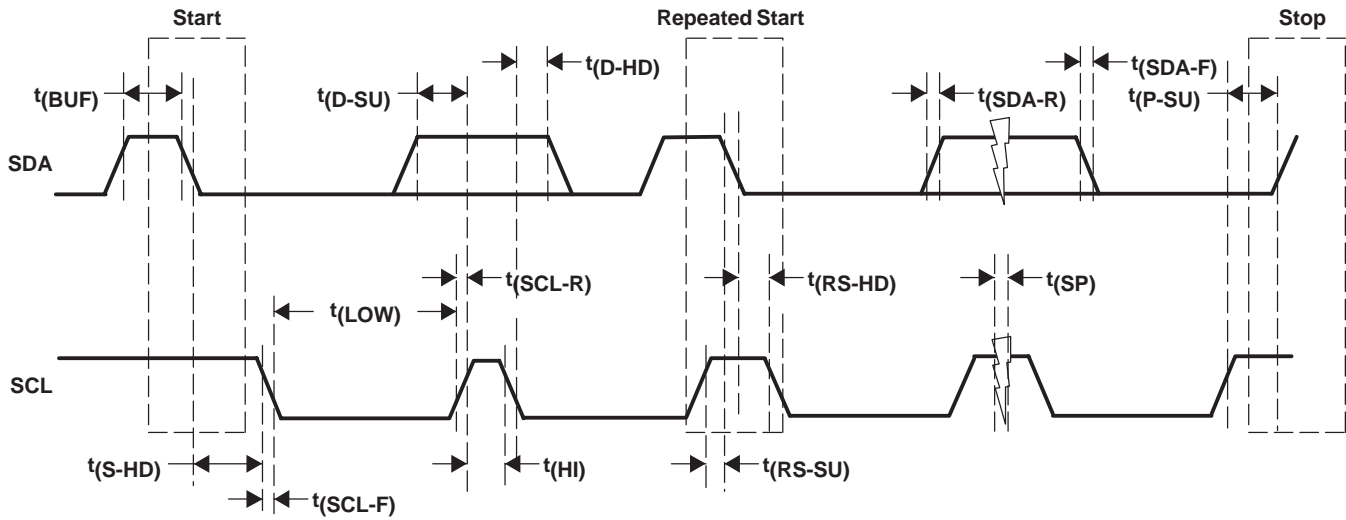 Start
Repeated Start
Stop
t(D-HD)
t(SDA-F)
t(BUF)
t(D-SU)
t(SDA-R)
t(P-SU)
SDA
t(SCL-R)
t(RS-HD)
t(SP)
t(LOW)
SCL
t(S-HD)
t(HI)
t(RS-SU)
t(SCL-F)